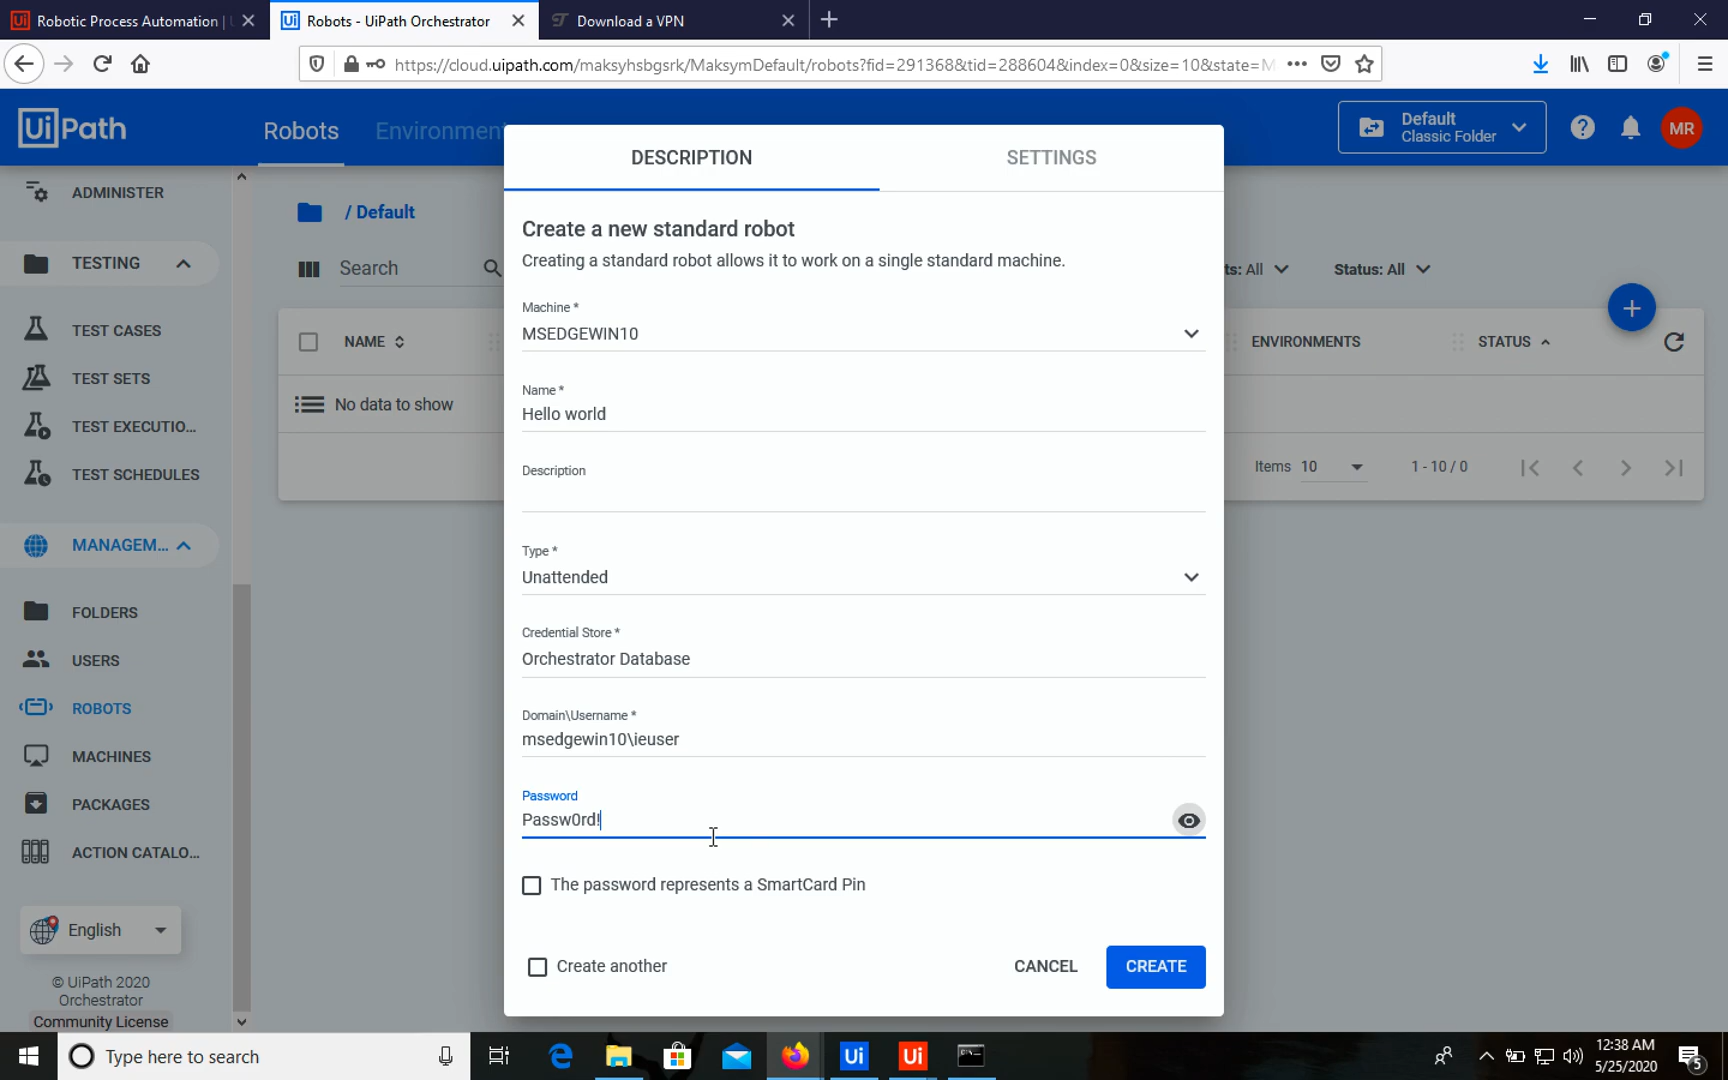 Robotic Process Automation | U
Robots - UiPath Orchestrator
Download a VPN
https://cloud.uipath.com/maksyhsbgsrk/MaksymDefault/robots?fid=291368&tid=288604&index=0&size=10&state=M
Ui Path
Robots
Environment
Default
Classic Folder
MR
ADMINISTER
TESTING
TEST CASES
TEST SETS
TEST EXECUTIO...
TEST SCHEDULES
MANAGEM...
FOLDERS
USERS
ROBOTS
MACHINES
PACKAGES
ACTION CATALO...
English
© UiPath 2020
Orchestrator
Community License
/ Default
Search
ts: All
Status: All
NAME
ENVIRONMENTS
STATUS
No data to show
Items 10
1 - 10 / 0
DESCRIPTION
SETTINGS
Create a new standard robot
Creating a standard robot allows it to work on a single standard machine.
Machine *
MSEDGEWIN10
Name *
Hello world
Description
Type *
Unattended
Credential Store *
Orchestrator Database
Domain\Username *
msedgewin10\ieuser
Password
Passw0rd!
The password represents a SmartCard Pin
Create another
CANCEL
CREATE
Type here to search
Ui
Ui
12:38 AM
5/25/2020
5